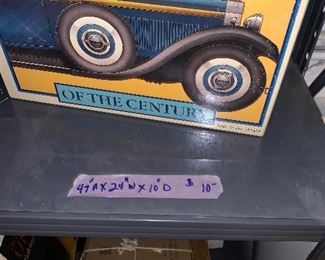 OF THE CENTURY
47"H X 24"W X 10"D $ 10-